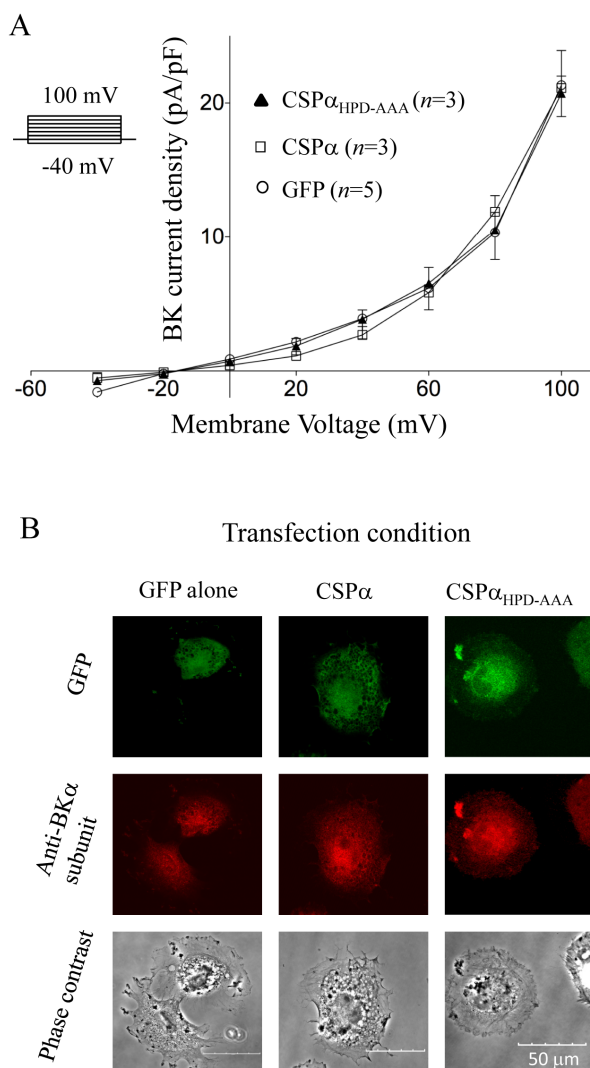 A
BK current density (pA/pF)
100 mV
-40 mV
20
10
CSPα_HPD-AAA (n=3)
CSPα (n=3)
GFP (n=5)
-60
-20
20
60
100
Membrane Voltage (mV)
B
Transfection condition
GFP alone
CSPα
CSPα_HPD-AAA
GFP
Anti-BKα
subunit
Phase contrast
50 µm